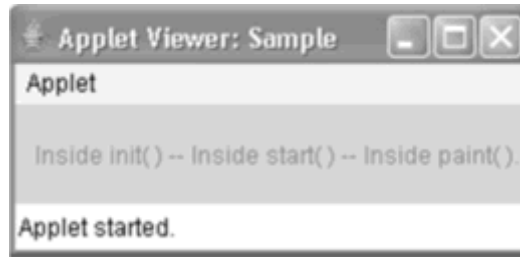 Applet Viewer: Sample
Applet
Inside init( ) -- Inside start( ) -- Inside paint( ).
Applet started.